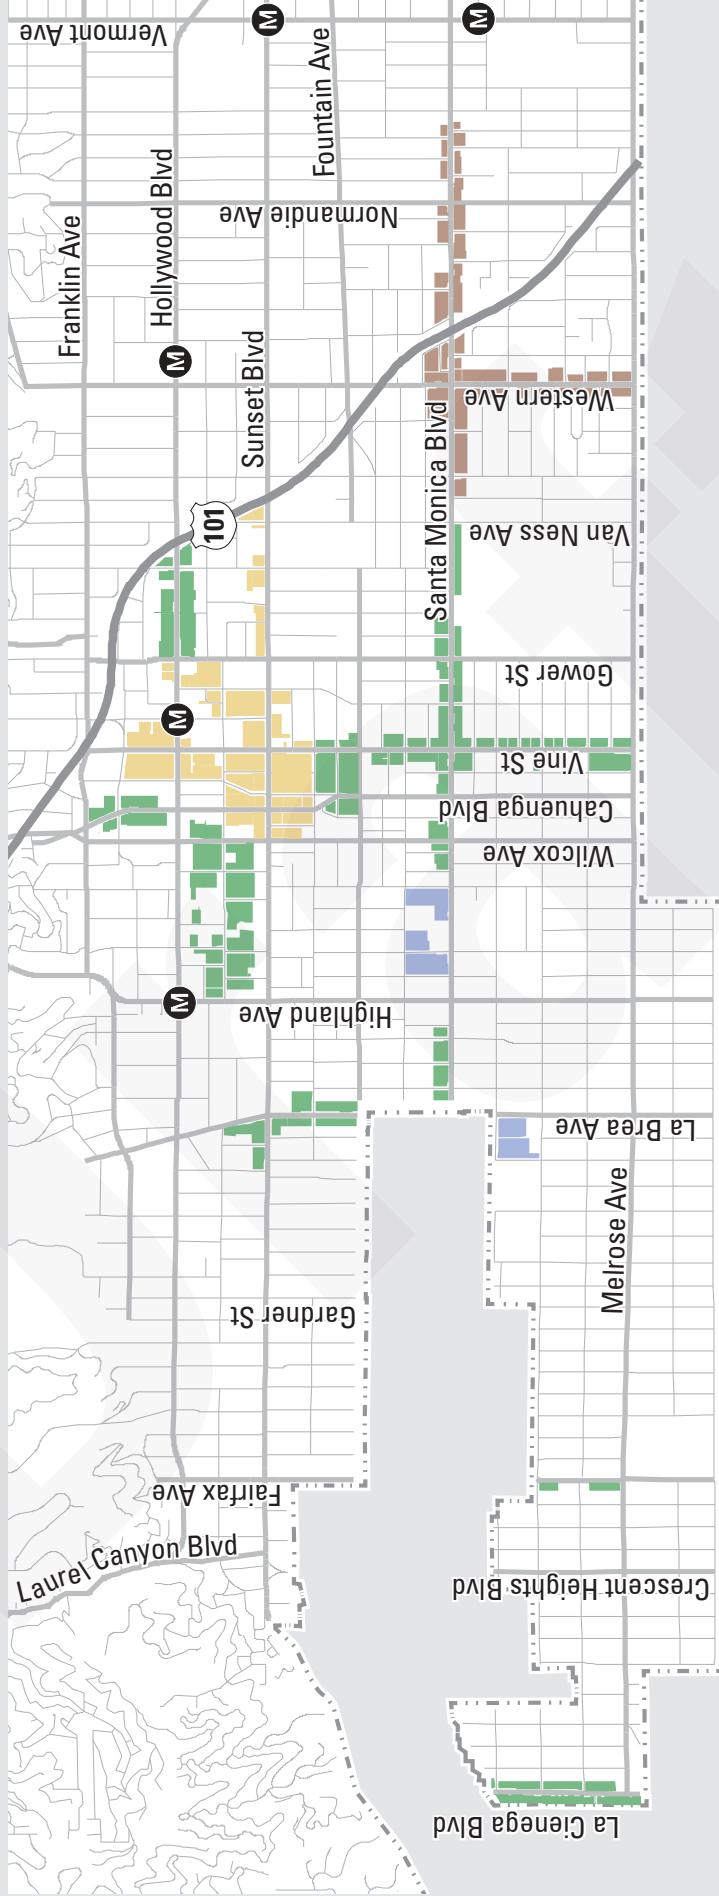 Vermont Ave
M
M
Fountain Ave
Hollywood Blvd
Normandie Ave
Franklin Ave
M
Sunset Blvd
Western Ave
Santa Monica Blvd
101
Van Ness Ave
Gower St
M
Vine St
Cahuenga Blvd
Wilcox Ave
M
Highland Ave
La Brea Ave
Melrose Ave
Gardner St
Fairfax Ave
Laurel Canyon Blvd
Crescent Heights Blvd
La Cienega Blvd
Draft